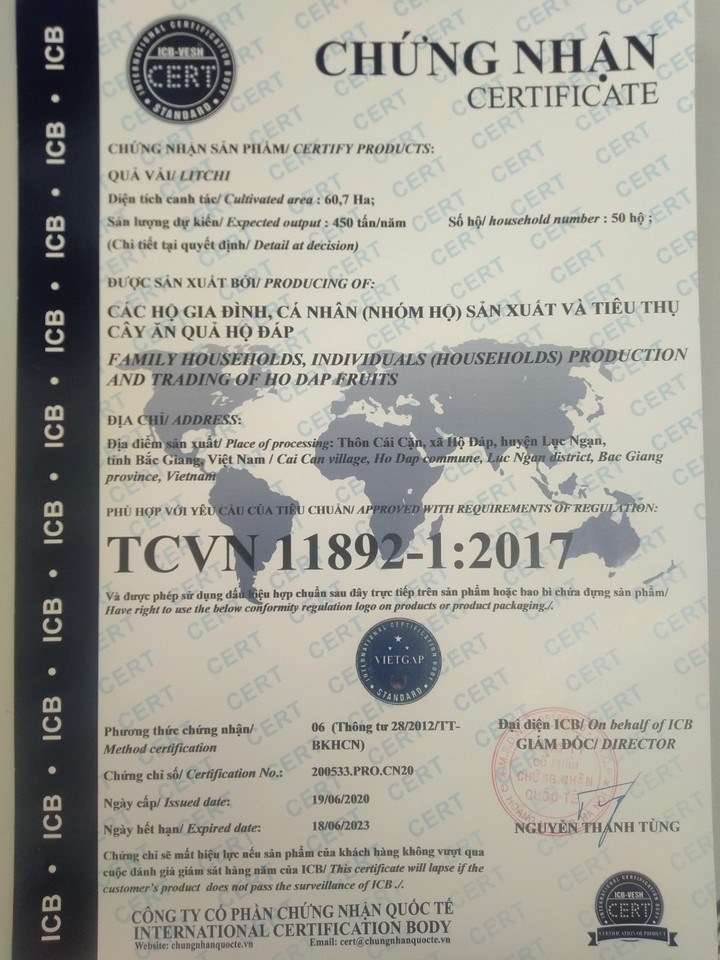 CHỨNG NHẬN
CERTIFICATE
INTERNATIONAL CERTIFICATION BODY
ICB-VESH
CERT
STANDARD
CHỨNG NHẬN SẢN PHẨM/ CERTIFY PRODUCTS:
QUẢ VẢI/ LITCHI
Diện tích canh tác/ Cultivated area : 60,7 Ha;
Sản lượng dự kiến/ Expected output : 450 tấn/năm Số hộ/ household number : 50 hộ ;
(Chi tiết tại quyết định/ Detail at decision)
ĐƯỢC SẢN XUẤT BỞI/ PRODUCING OF:
CÁC HỘ GIA ĐÌNH, CÁ NHÂN (NHÓM HỘ) SẢN XUẤT VÀ TIÊU THỤ
CÂY ĂN QUẢ HỘ ĐÁP
FAMILY HOUSEHOLDS, INDIVIDUALS (HOUSEHOLDS) PRODUCTION
AND TRADING OF HO DAP FRUITS
ĐỊA CHỈ/ ADDRESS:
Địa điểm sản xuất/ Place of processing: Thôn Cái Cặn, xã Hộ Đáp, huyện Lục Ngạn,
tỉnh Bắc Giang, Việt Nam / Cai Can village, Ho Dap commune, Luc Ngan district, Bac Giang
province, Vietnam
PHÙ HỢP VỚI YÊU CẦU CỦA TIÊU CHUẨN/ APPROVED WITH REQUIREMENTS OF REGULATION:
TCVN 11892-1:2017
Và được phép sử dụng dấu hiệu hợp chuẩn sau đây trực tiếp trên sản phẩm hoặc bao bì chứa đựng sản phẩm/
Have right to use the below conformity regulation logo on products or product packaging./.
INTERNATIONAL CERTIFICATION
VIETGAP
STANDARD
Phương thức chứng nhận/ 06 (Thông tư 28/2012/TT-
Method certification BKHCN)
Chứng chỉ số/ Certification No.: 200533.PRO.CN20
Ngày cấp/ Issued date: 19/06/2020
Ngày hết hạn/ Expired date: 18/06/2023
Đại diện ICB/ On behalf of ICB
GIÁM ĐỐC/ DIRECTOR
CỔ PHẦN
CHỨNG NHẬN
QUỐC TẾ
NGUYỄN THANH TÙNG
Chứng chỉ sẽ mất hiệu lực nếu sản phẩm của khách hàng không vượt qua
cuộc đánh giá giám sát hàng năm của ICB/ This certificate will lapse if the
customer's product does not pass the surveillance of ICB ./.
CÔNG TY CỔ PHẦN CHỨNG NHẬN QUỐC TẾ
INTERNATIONAL CERTIFICATION BODY
Website: chungnhanquocte.vn Email: cert@chungnhanquocte.vn
ICB-VESH
CERT
CERTIFICATION OF PRODUCT
ICB • ICB • ICB • ICB • ICB • ICB • ICB • ICB • ICB • ICB